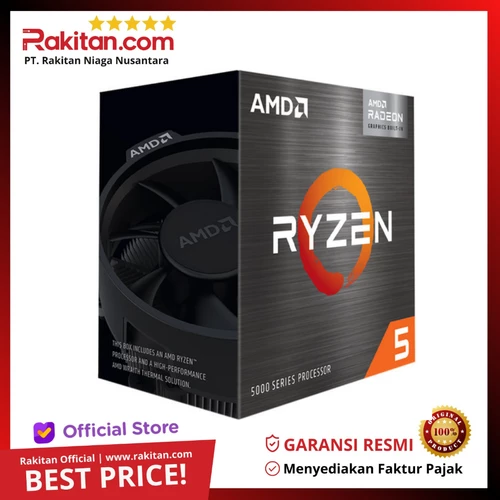 Rakitan.com
PT. Rakitan Niaga Nusantara
AMD
AMD
RADEON
GRAPHICS BUILT-IN
AMD
AMD
RYZEN
THIS BOX INCLUDES AN AMD RYZEN™
PROCESSOR AND A HIGH-PERFORMANCE
AMD WRAITH THERMAL SOLUTION.
5000 SERIES PROCESSOR
5
Official Store
Rakitan Official | www.rakitan.com
BEST PRICE!
GARANSI RESMI
Menyediakan Faktur Pajak
ORIGINAL
100%
PRODUCT